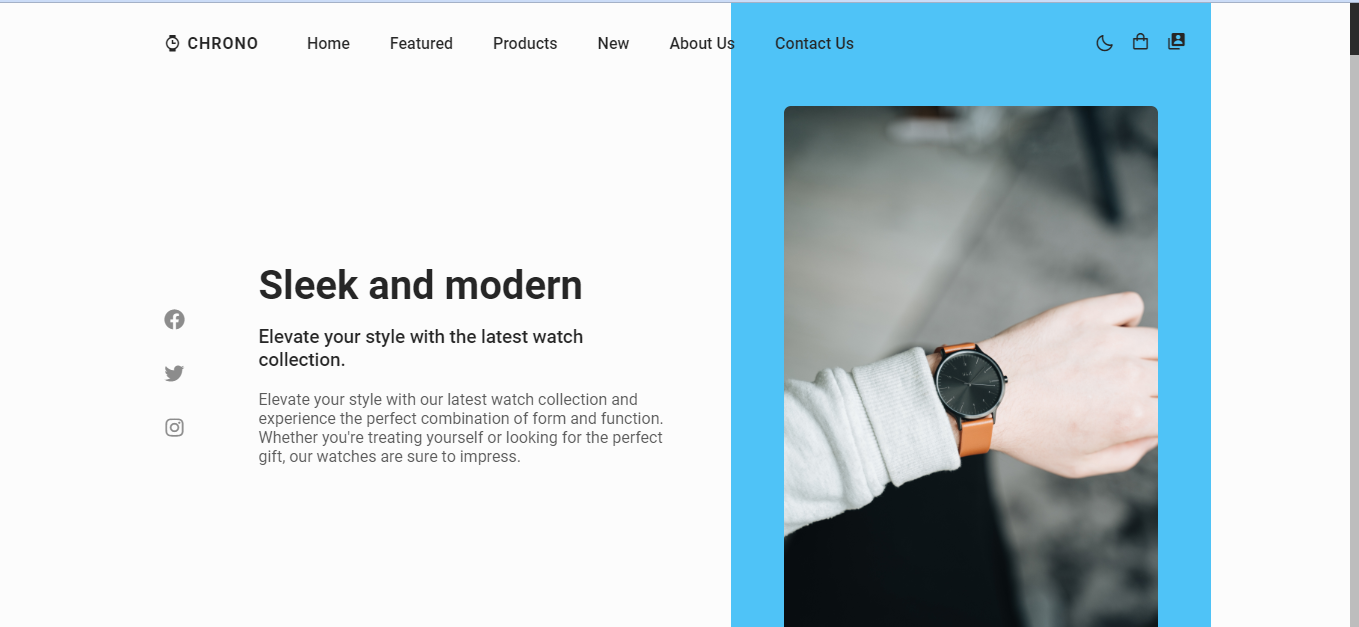 CHRONO Home Featured Products New About Us Contact Us
Sleek and modern
Elevate your style with the latest watch
collection.
Elevate your style with our latest watch collection and
experience the perfect combination of form and function.
Whether you're treating yourself or looking for the perfect
gift, our watches are sure to impress.